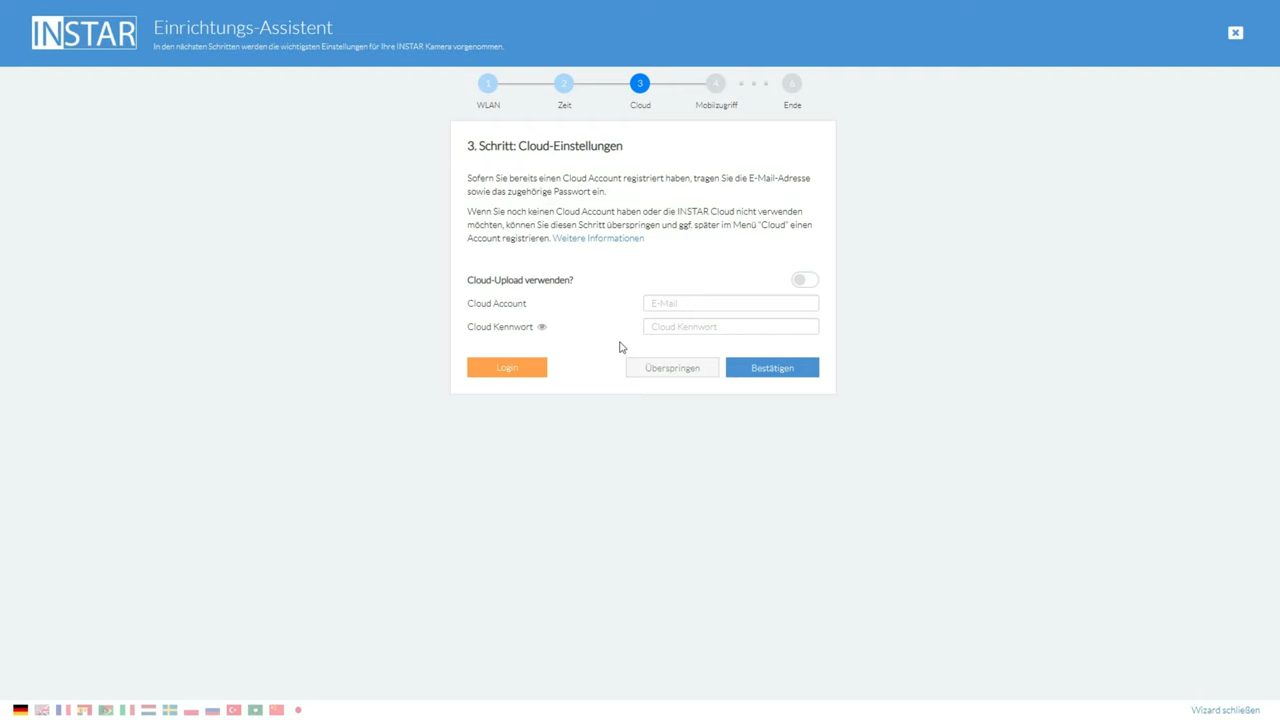 INSTAR
Einrichtungs-Assistent
In den nächsten Schritten werden die wichtigsten Einstellungen für Ihre INSTAR Kamera vorgenommen.
1
2
3
4
6
WLAN
Zeit
Cloud
Mobilzugriff
Ende
3. Schritt: Cloud-Einstellungen
Sofern Sie bereits einen Cloud Account registriert haben, tragen Sie die E-Mail-Adresse
sowie das zugehörige Passwort ein.
Wenn Sie noch keinen Cloud Account haben oder die INSTAR Cloud nicht verwenden
möchten, können Sie diesen Schritt überspringen und ggf. später im Menü "Cloud" einen
Account registrieren. Weitere Informationen
Cloud-Upload verwenden?
Cloud Account
E-Mail
Cloud Kennwort
Cloud Kennwort
Login
Überspringen
Bestätigen
Wizard schließen